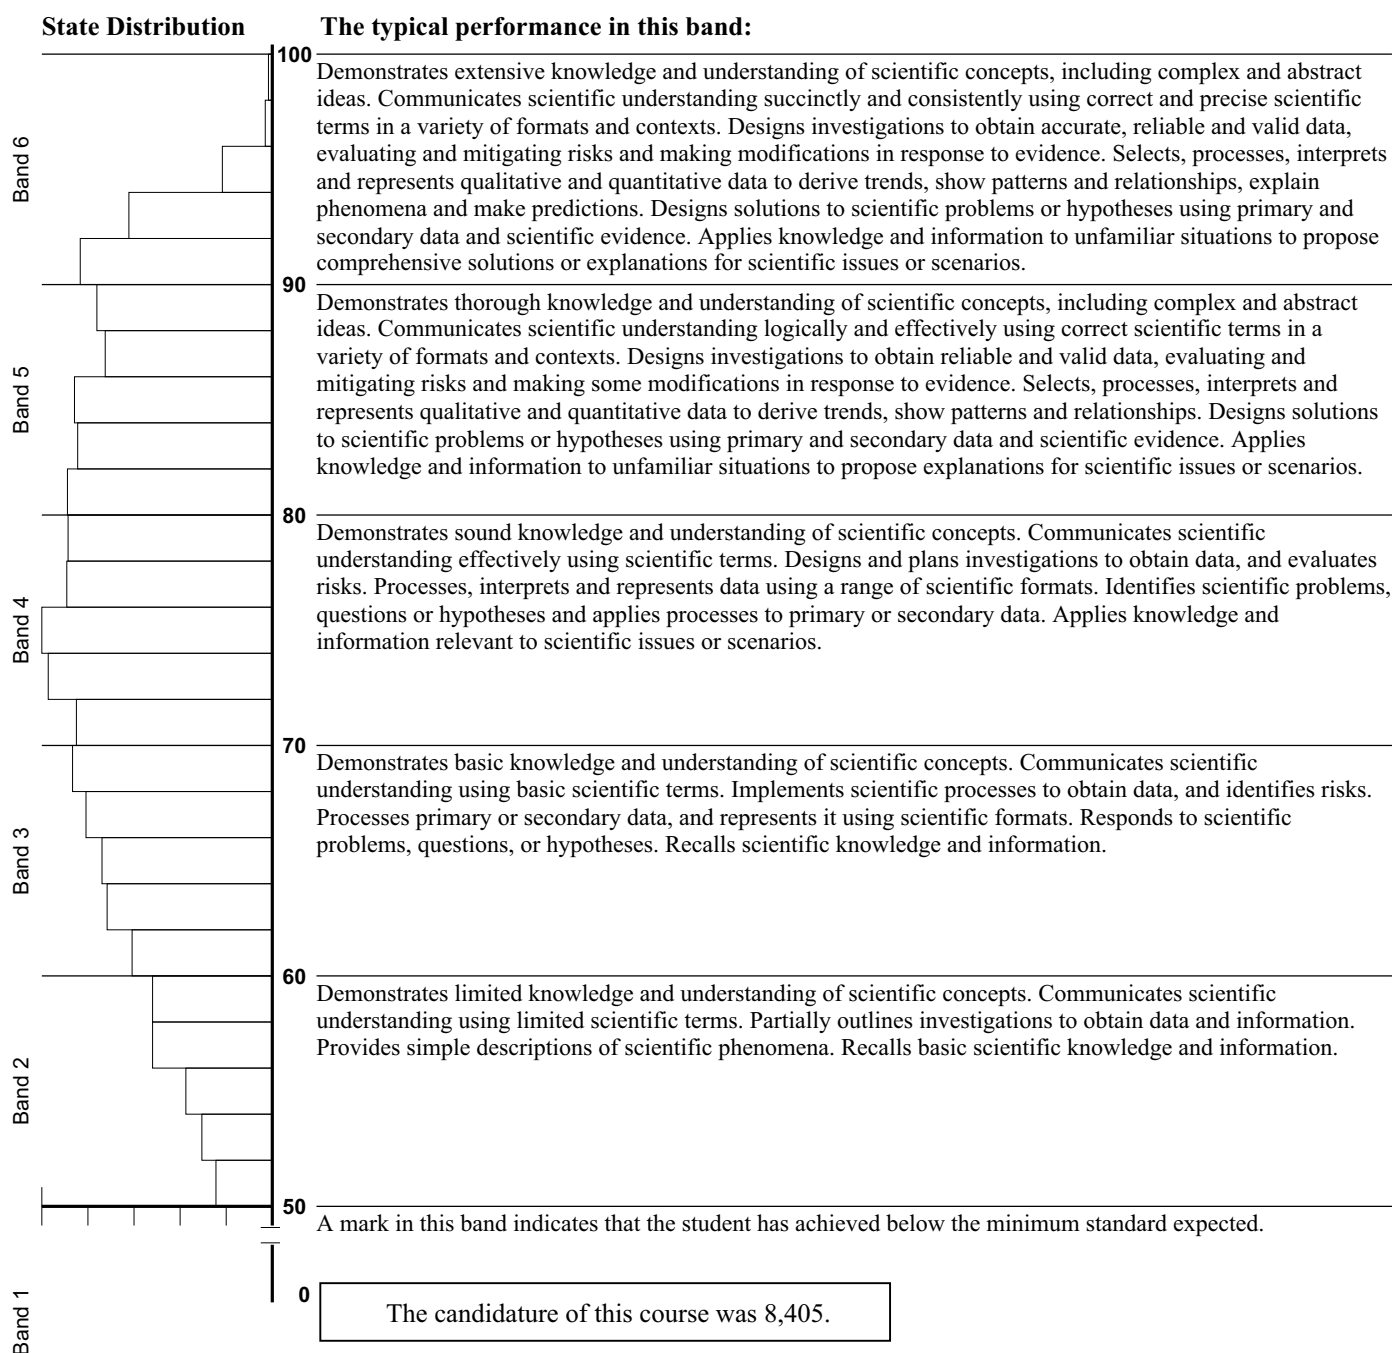 State Distribution
The typical performance in this band:
100
Band 6
Demonstrates extensive knowledge and understanding of scientific concepts, including complex and abstract
ideas. Communicates scientific understanding succinctly and consistently using correct and precise scientific
terms in a variety of formats and contexts. Designs investigations to obtain accurate, reliable and valid data,
evaluating and mitigating risks and making modifications in response to evidence. Selects, processes, interprets
and represents qualitative and quantitative data to derive trends, show patterns and relationships, explain
phenomena and make predictions. Designs solutions to scientific problems or hypotheses using primary and
secondary data and scientific evidence. Applies knowledge and information to unfamiliar situations to propose
comprehensive solutions or explanations for scientific issues or scenarios.
90
Band 5
Demonstrates thorough knowledge and understanding of scientific concepts, including complex and abstract
ideas. Communicates scientific understanding logically and effectively using correct scientific terms in a
variety of formats and contexts. Designs investigations to obtain reliable and valid data, evaluating and
mitigating risks and making some modifications in response to evidence. Selects, processes, interprets and
represents qualitative and quantitative data to derive trends, show patterns and relationships. Designs solutions
to scientific problems or hypotheses using primary and secondary data and scientific evidence. Applies
knowledge and information to unfamiliar situations to propose explanations for scientific issues or scenarios.
80
Band 4
Demonstrates sound knowledge and understanding of scientific concepts. Communicates scientific
understanding effectively using scientific terms. Designs and plans investigations to obtain data, and evaluates
risks. Processes, interprets and represents data using a range of scientific formats. Identifies scientific problems,
questions or hypotheses and applies processes to primary or secondary data. Applies knowledge and
information relevant to scientific issues or scenarios.
70
Band 3
Demonstrates basic knowledge and understanding of scientific concepts. Communicates scientific
understanding using basic scientific terms. Implements scientific processes to obtain data, and identifies risks.
Processes primary or secondary data, and represents it using scientific formats. Responds to scientific
problems, questions, or hypotheses. Recalls scientific knowledge and information.
60
Band 2
Demonstrates limited knowledge and understanding of scientific concepts. Communicates scientific
understanding using limited scientific terms. Partially outlines investigations to obtain data and information.
Provides simple descriptions of scientific phenomena. Recalls basic scientific knowledge and information.
50
A mark in this band indicates that the student has achieved below the minimum standard expected.
0
Band 1
The candidature of this course was 8,405.